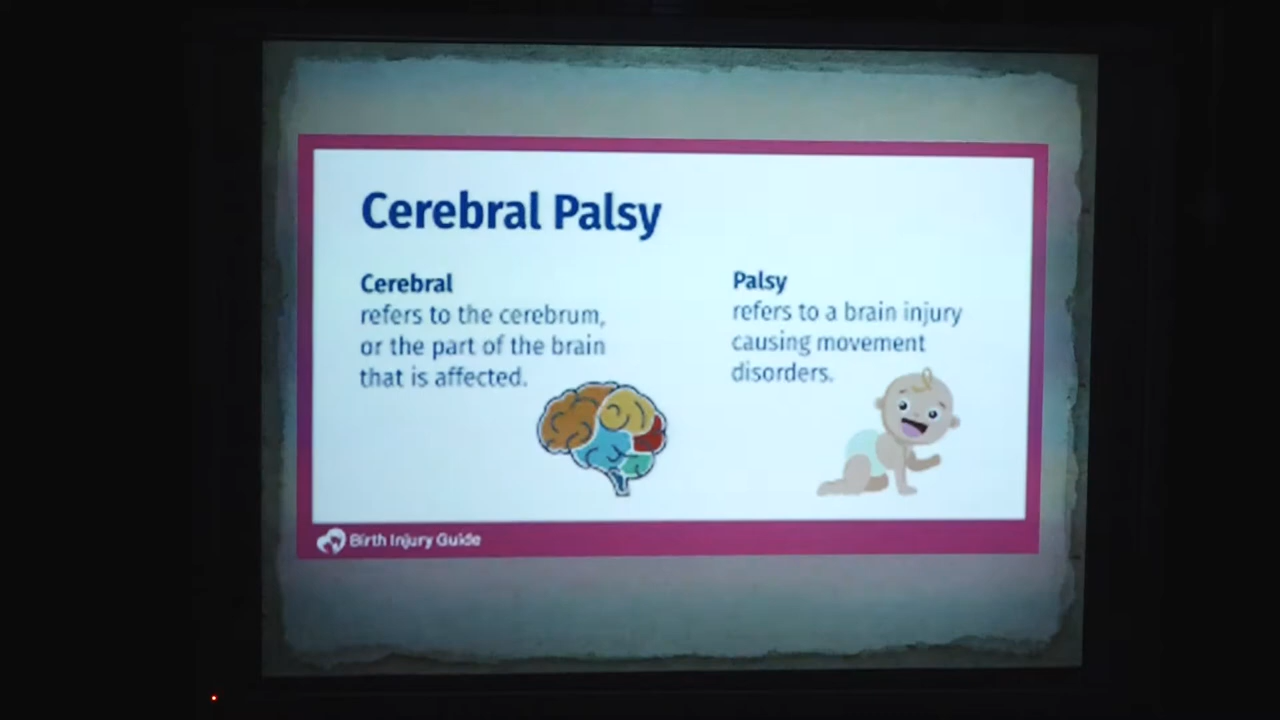 Cerebral Palsy
Cerebral
refers to the cerebrum,
or the part of the brain
that is affected.
Palsy
refers to a brain injury
causing movement
disorders.
Birth Injury Guide